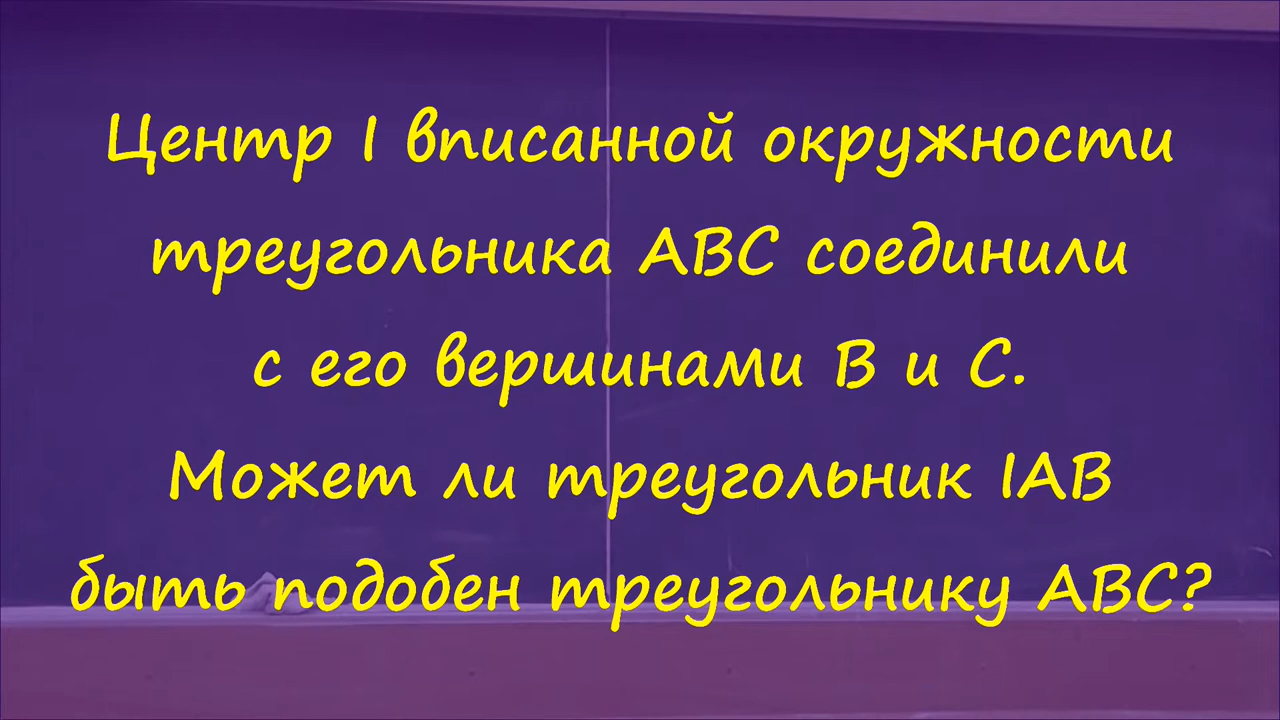 Центр I вписанной окружности
треугольника ABC соединили
с его вершинами B и C.
Может ли треугольник IAB
быть подобен треугольнику ABC?